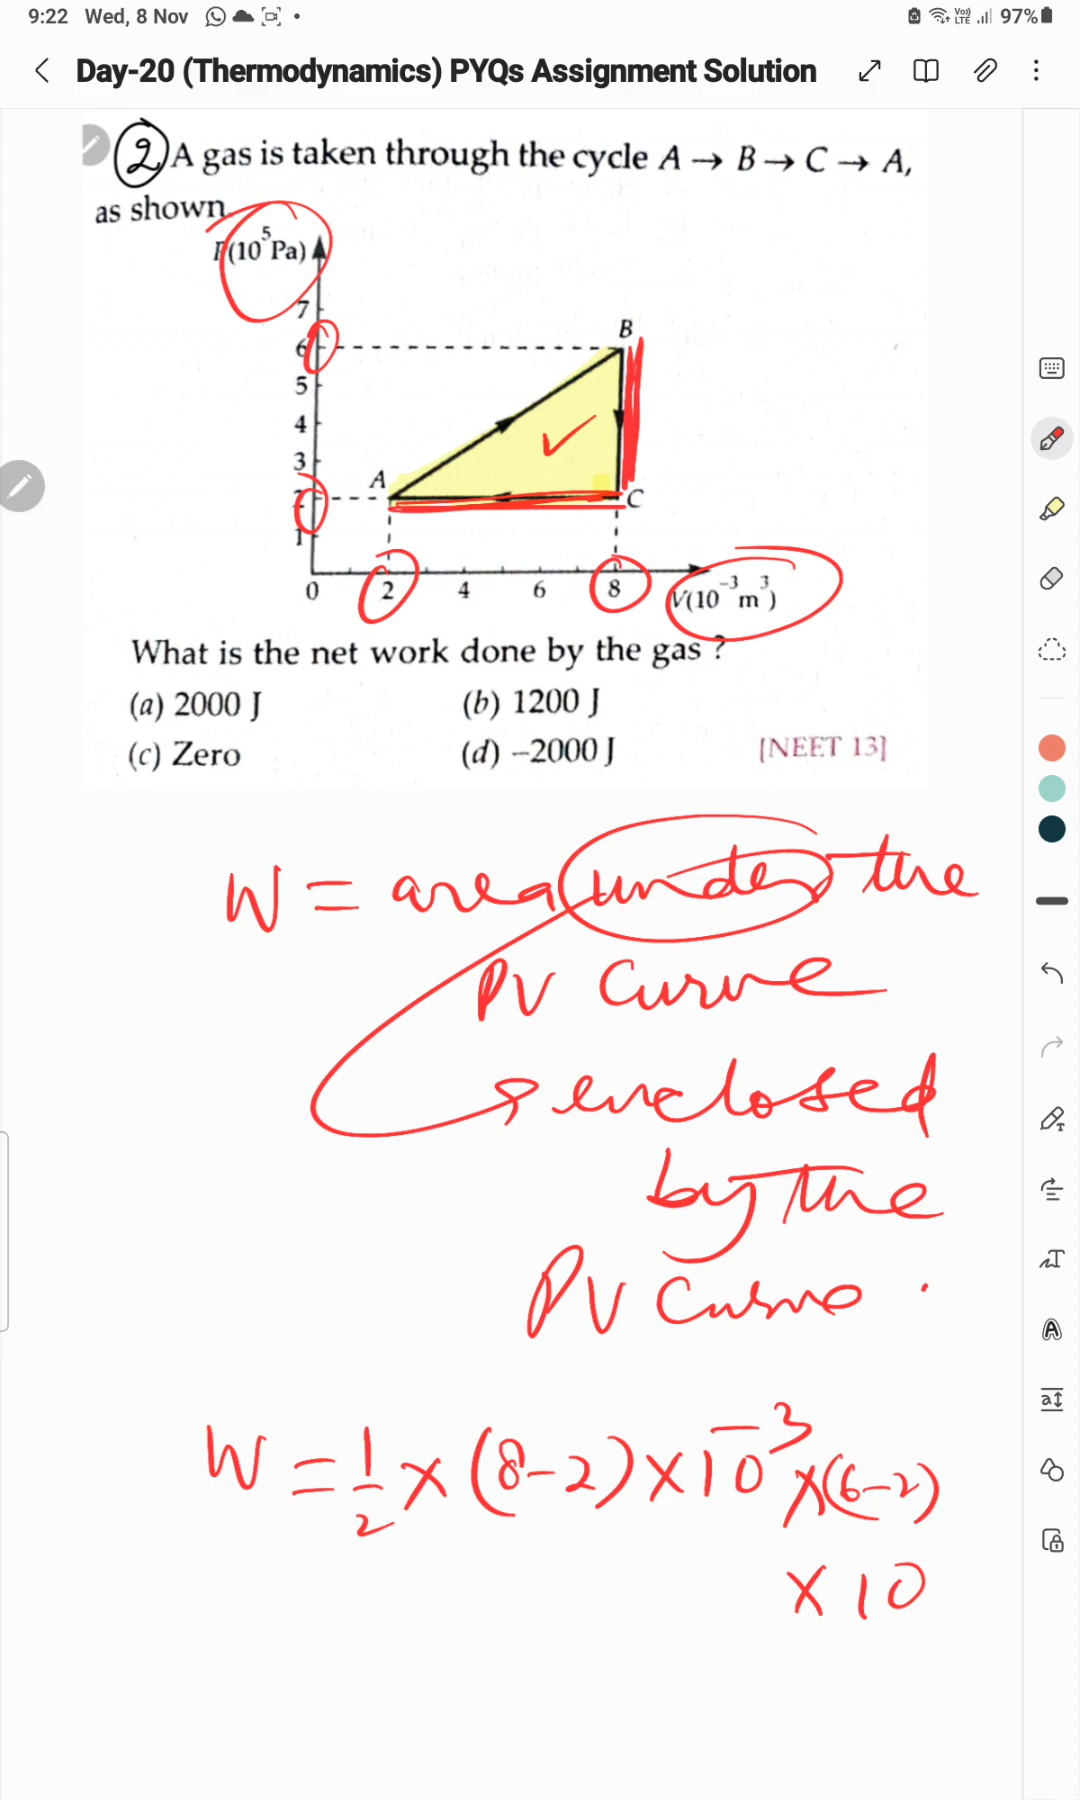 9:22 Wed, 8 Nov
Vo)) LTE 97%
Day-20 (Thermodynamics) PYQs Assignment Solution
2 A gas is taken through the cycle A → B → C → A,
as shown.
P(10⁵ Pa)
7
6
5
4
3
2
1
A
B
C
0 2 4 6 8 V(10⁻³ m³)
What is the net work done by the gas ?
(a) 2000 J (b) 1200 J
(c) Zero (d) –2000 J [NEET 13]
W = area under the
PV curve
enclosed
by the
PV curve .
W = 1/2 × (8-2) × 10⁻³ × (6-2)
× 10